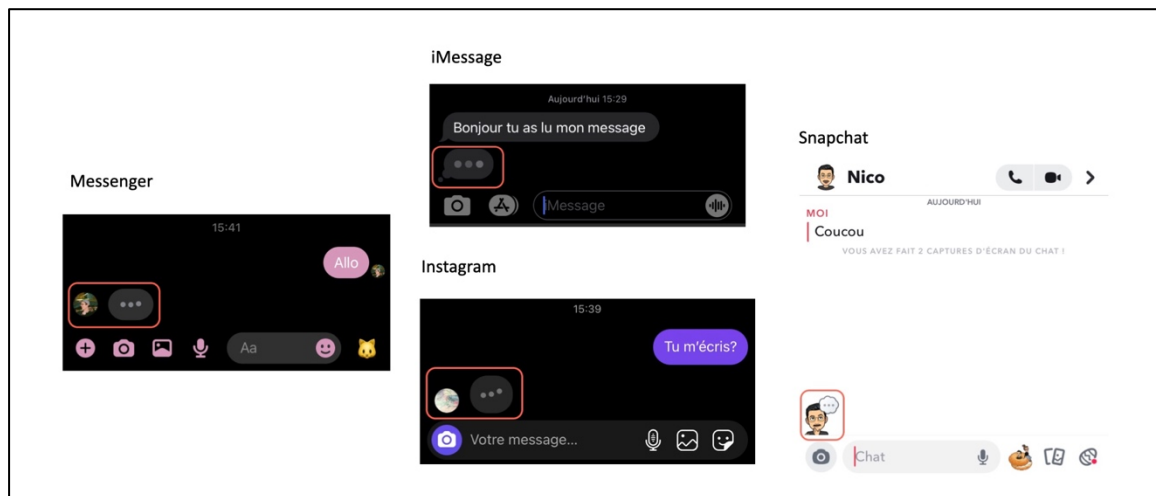 Messenger
15:41
Allo
Aa
iMessage
Aujourd'hui 15:29
Bonjour tu as lu mon message
iMessage
Instagram
15:39
Tu m'écris?
Votre message...
Snapchat
Nico
AUJOURD'HUI
MOI
Coucou
VOUS AVEZ FAIT 2 CAPTURES D'ÉCRAN DU CHAT !
Chat